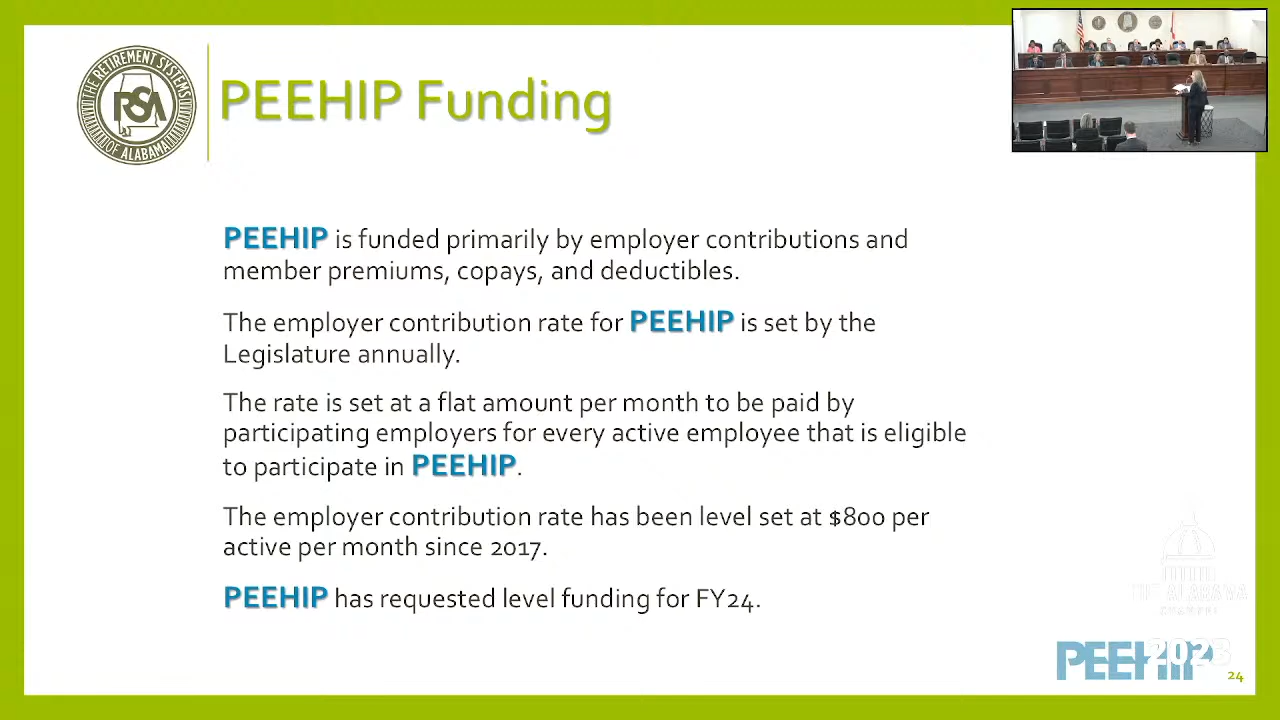 THE RETIREMENT SYSTEMS
RSA
OF ALABAMA
PEEHIP Funding
PEEHIP is funded primarily by employer contributions and
member premiums, copays, and deductibles.
The employer contribution rate for PEEHIP is set by the
Legislature annually.
The rate is set at a flat amount per month to be paid by
participating employers for every active employee that is eligible
to participate in PEEHIP.
The employer contribution rate has been level set at $800 per
active per month since 2017.
PEEHIP has requested level funding for FY24.
THE ALABAMA
CHANNEL
2023
PEEHIP
24